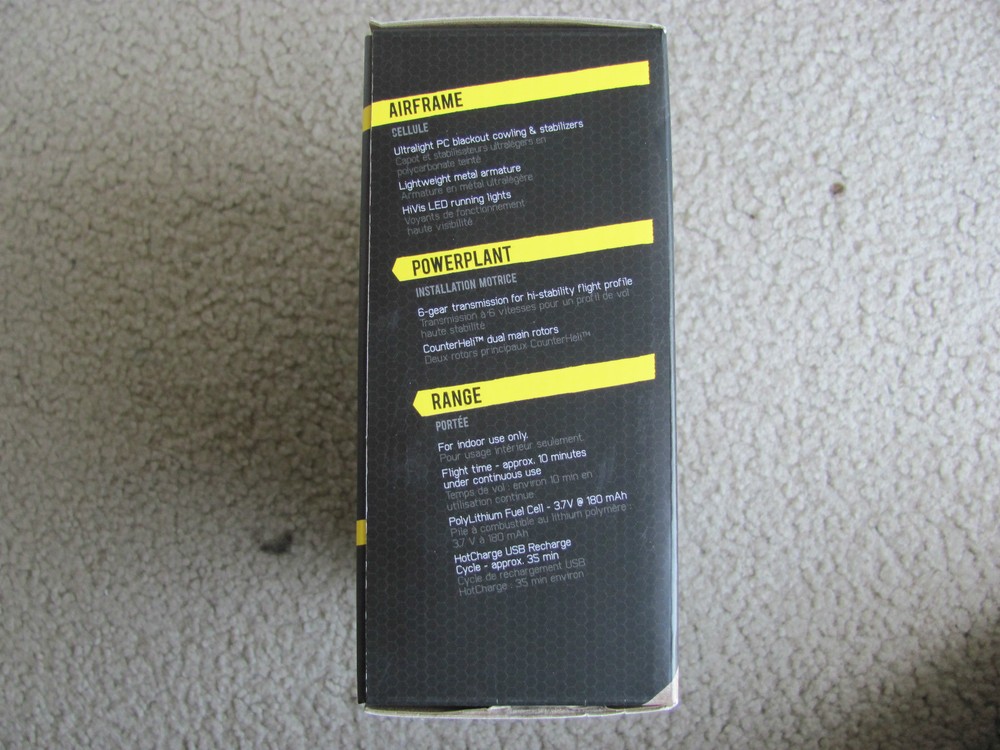 AIRFRAME
CELLULE
Ultralight PC blackout cowling & stabilizers
Capot et stabilisateurs ultralégers en
polycarbonate teinté
Lightweight metal armature
Armature en métal ultralégère
HiVis LED running lights
Voyants de fonctionnement
haute visibilité
POWERPLANT
INSTALLATION MOTRICE
6-gear transmission for hi-stability flight profile
Transmission à 6 vitesses pour un profil de vol
haute stabilité
CounterHeli™ dual main rotors
Deux rotors principaux CounterHeli™
RANGE
PORTÉE
For indoor use only.
Pour usage intérieur seulement.
Flight time - approx. 10 minutes
under continuous use
Temps de vol : environ 10 min en
utilisation continue
PolyLithium Fuel Cell - 3.7V @ 180 mAh
Pile à combustible au lithium polymère :
3,7 V à 180 mAh
HotCharge USB Recharge
Cycle - approx. 35 min
Cycle de rechargement USB
HotCharge : 35 min environ